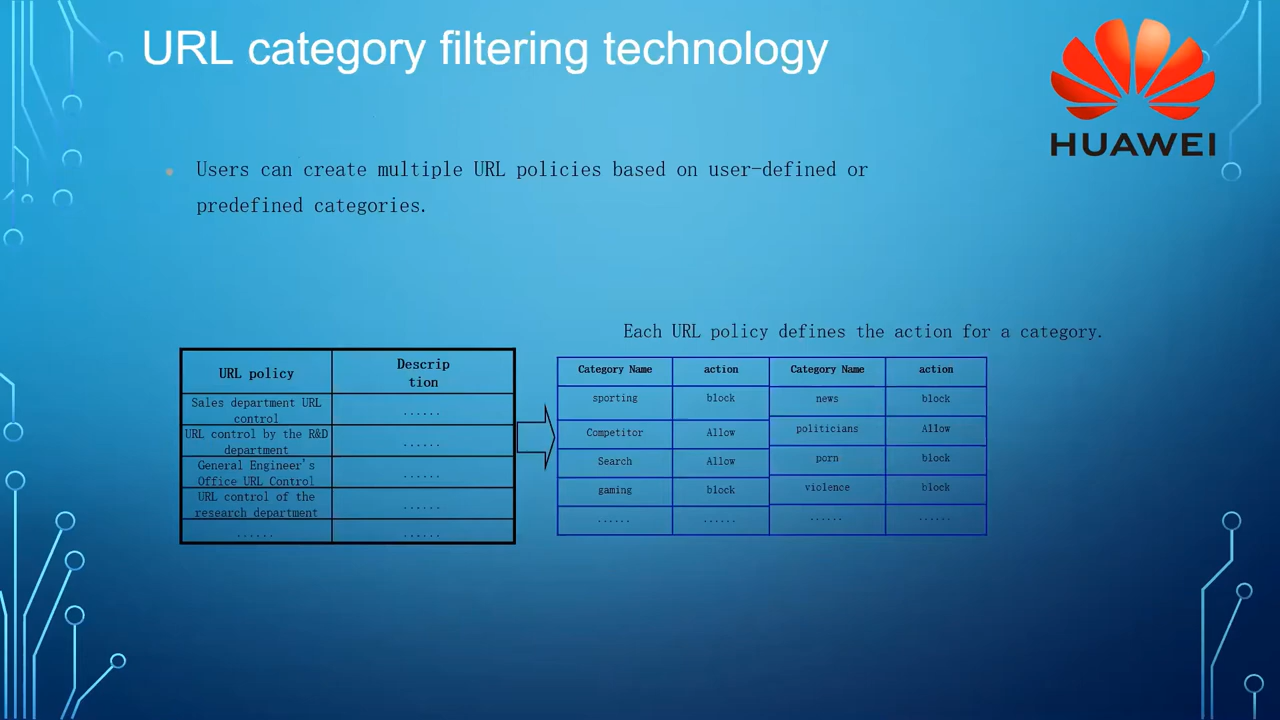 URL category filtering technology
HUAWEI
Users can create multiple URL policies based on user-defined or
predefined categories.
Each URL policy defines the action for a category.
URL policy
Descrip
tion
Sales department URL
control
......
URL control by the R&D
department
......
General Engineer's
Office URL Control
......
URL control of the
research department
......
......
......
Category Name
action
Category Name
action
sporting
block
news
block
Competitor
Allow
politicians
Allow
Search
Allow
porn
block
gaming
block
violence
block
......
......
......
......